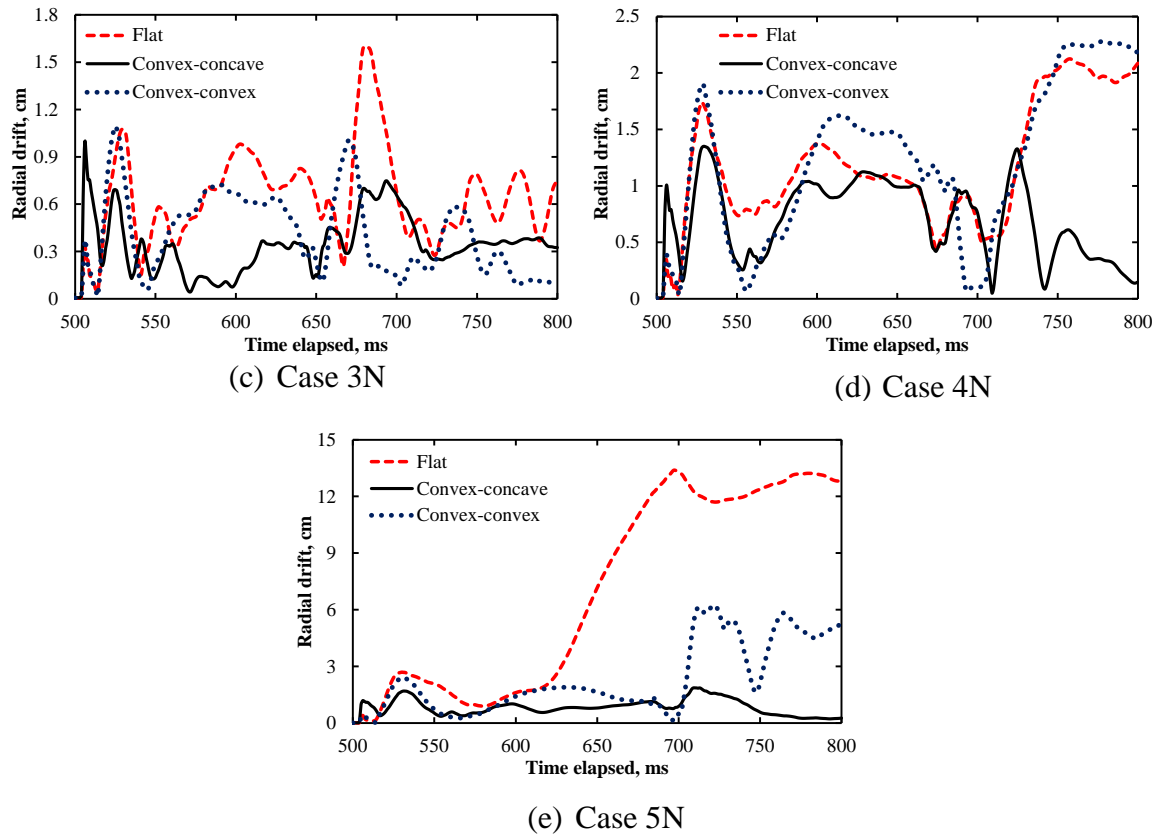 1.8
1.5
1.2
0.9
0.6
0.3
0
Radial drift, cm
Flat
Convex-concave
Convex-convex
500 550 600 650 700 750 800
Time elapsed, ms
(c) Case 3N
2.5
2
1.5
1
0.5
0
Radial drift, cm
Flat
Convex-concave
Convex-convex
500 550 600 650 700 750 800
Time elapsed, ms
(d) Case 4N
15
12
9
6
3
0
Radial drift, cm
Flat
Convex-concave
Convex-convex
500 550 600 650 700 750 800
Time elapsed, ms
(e) Case 5N